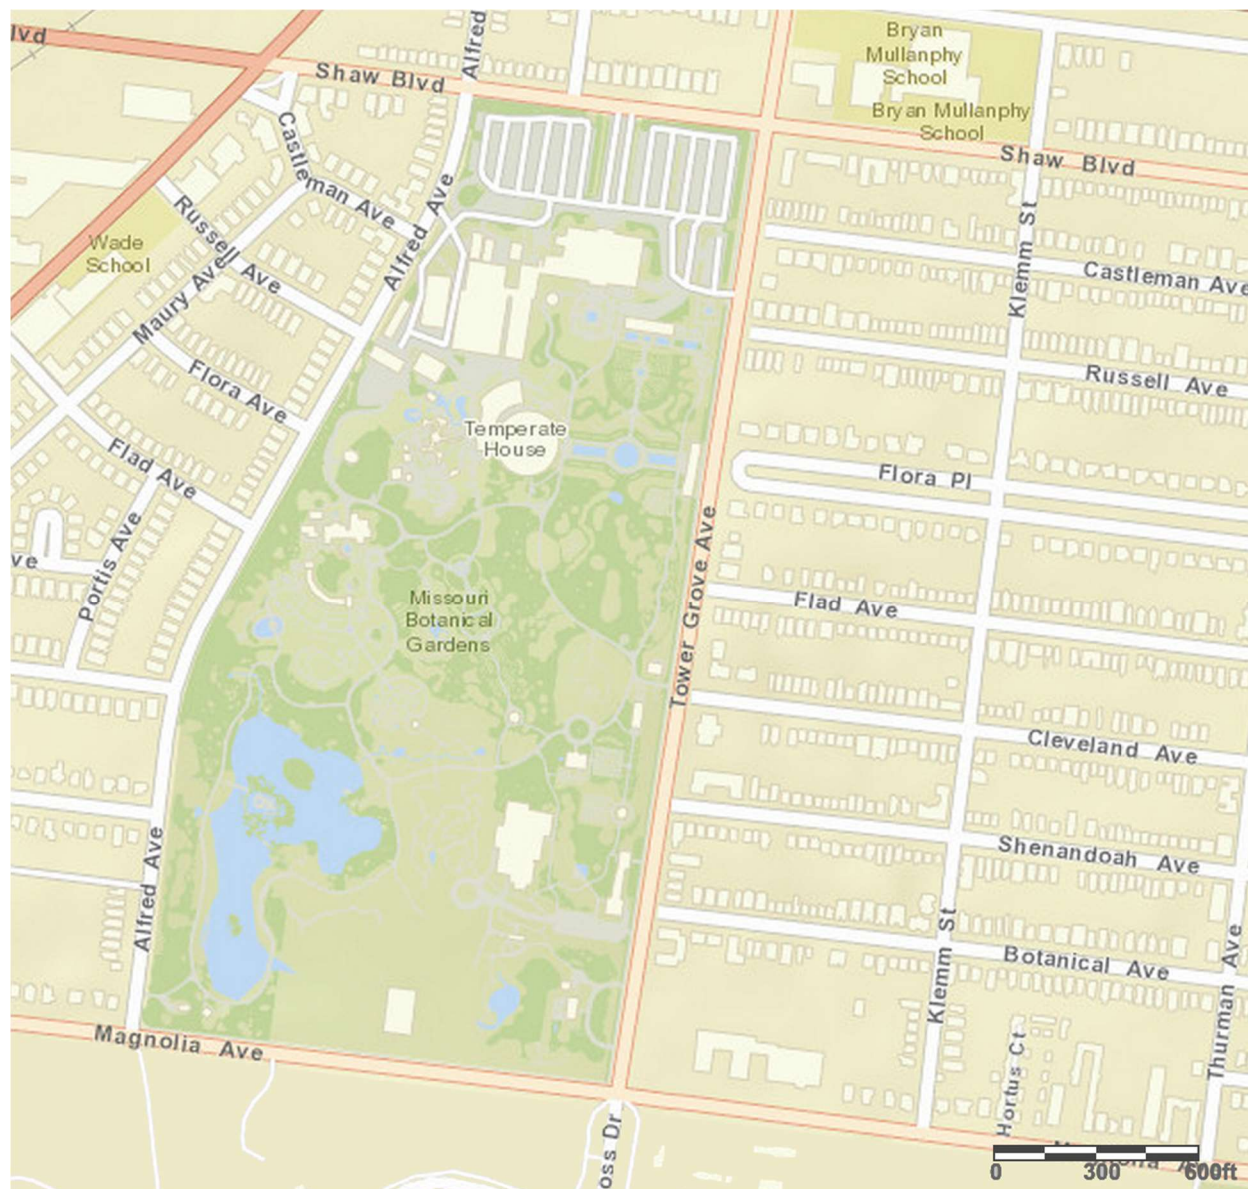 lvd
Alfred
Bryan
Mullanphy
School
Shaw Blvd
Bryan Mullanphy
School
Shaw Blvd
Castleman Ave
Russell Ave
Alfred Ave
Klemm St
Wade
School
Castleman Ave
Maury Ave
Flora Ave
Russell Ave
Temperate
House
Flad Ave
Flora Pl
Portis Ave
ve
Tower Grove Ave
Missouri
Botanical
Gardens
Flad Ave
Cleveland Ave
Alfred Ave
Shenandoah Ave
Klemm St
Botanical Ave
Thurman Ave
Magnolia Ave
Hortus Ct
oss Dr
0 300 600ft